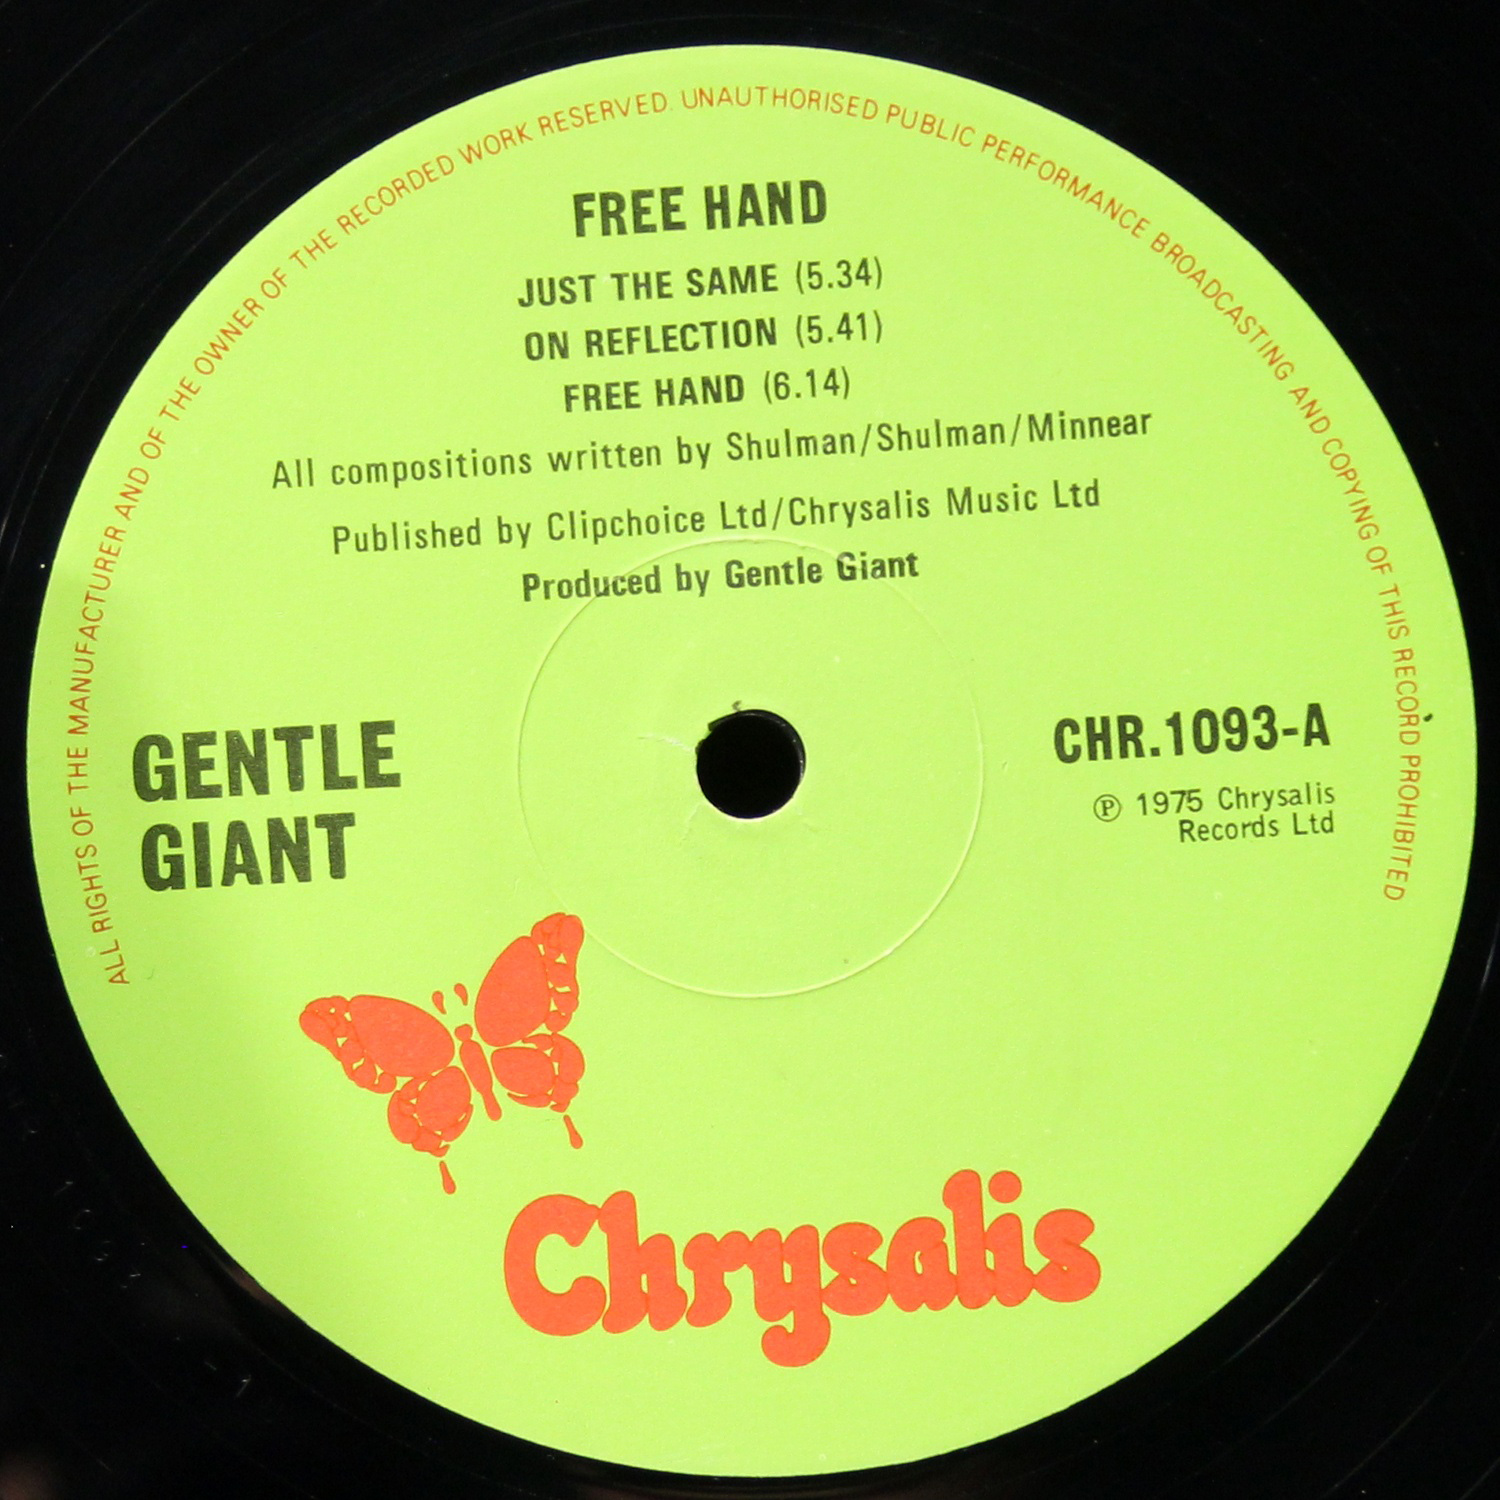 ALL RIGHTS OF THE MANUFACTURER AND OF THE OWNER OF THE RECORDED WORK RESERVED. UNAUTHORISED PUBLIC PERFORMANCE BROADCASTING AND COPYING OF THIS RECORD PROHIBITED
FREE HAND
JUST THE SAME (5.34)
ON REFLECTION (5.41)
FREE HAND (6.14)
All compositions written by Shulman/Shulman/Minnear
Published by Clipchoice Ltd/Chrysalis Music Ltd
Produced by Gentle Giant
GENTLE
GIANT
CHR.1093-A
℗ 1975 Chrysalis
Records Ltd
Chrysalis